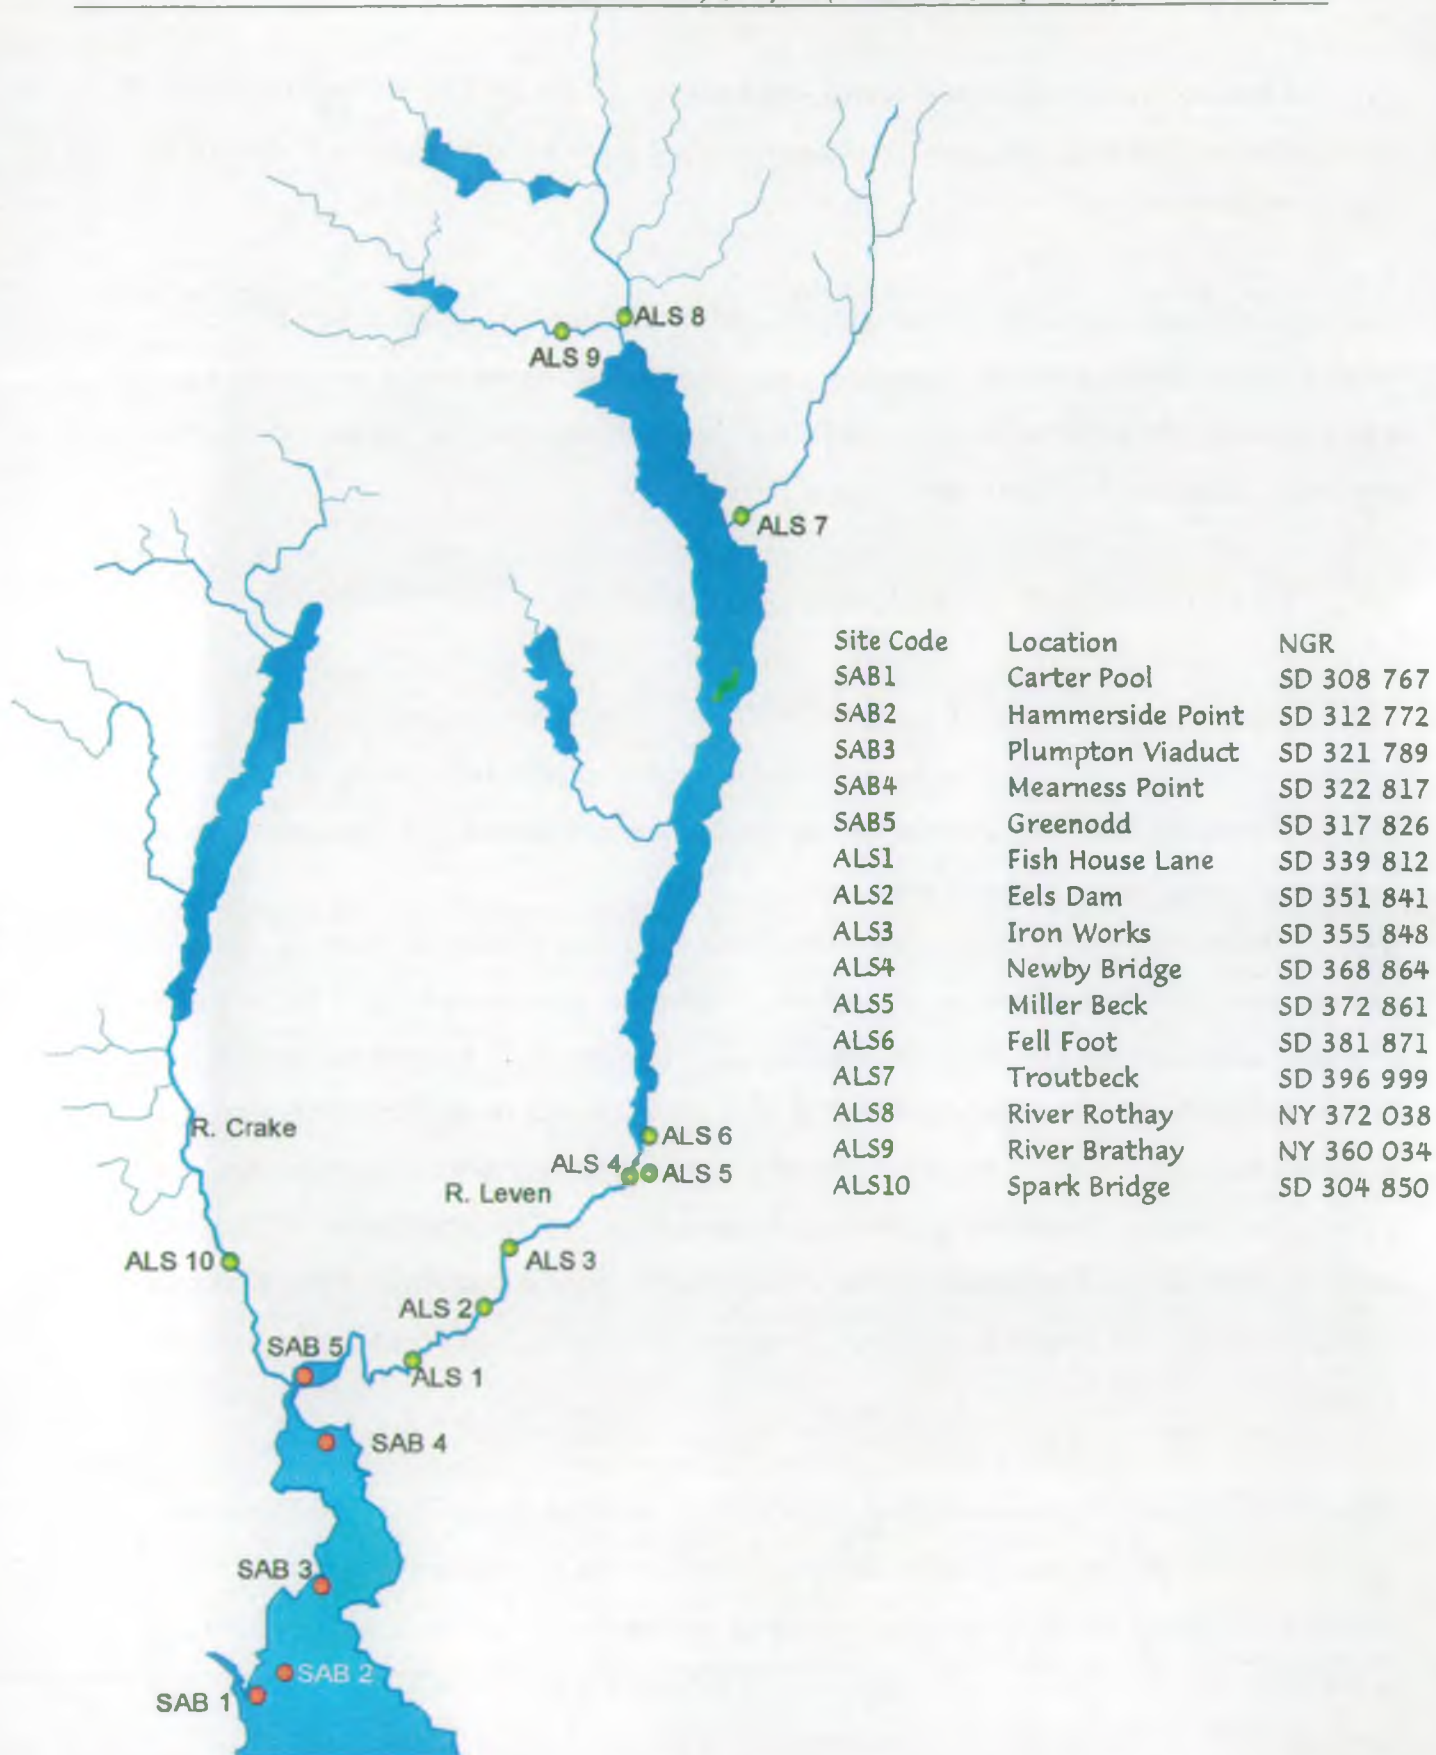 ALS 8
ALS 9
ALS 7
Site Code Location NGR
SAB1 Carter Pool SD 308 767
SAB2 Hammerside Point SD 312 772
SAB3 Plumpton Viaduct SD 321 789
SAB4 Mearness Point SD 322 817
SAB5 Greenodd SD 317 826
ALS1 Fish House Lane SD 339 812
ALS2 Eels Dam SD 351 841
ALS3 Iron Works SD 355 848
ALS4 Newby Bridge SD 368 864
ALS5 Miller Beck SD 372 861
ALS6 Fell Foot SD 381 871
ALS7 Troutbeck SD 396 999
ALS8 River Rothay NY 372 038
ALS9 River Brathay NY 360 034
ALS10 Spark Bridge SD 304 850
R. Crake
ALS 6
ALS 4
ALS 5
R. Leven
ALS 10
ALS 3
ALS 2
SAB 5
ALS 1
SAB 4
SAB 3
SAB 2
SAB 1